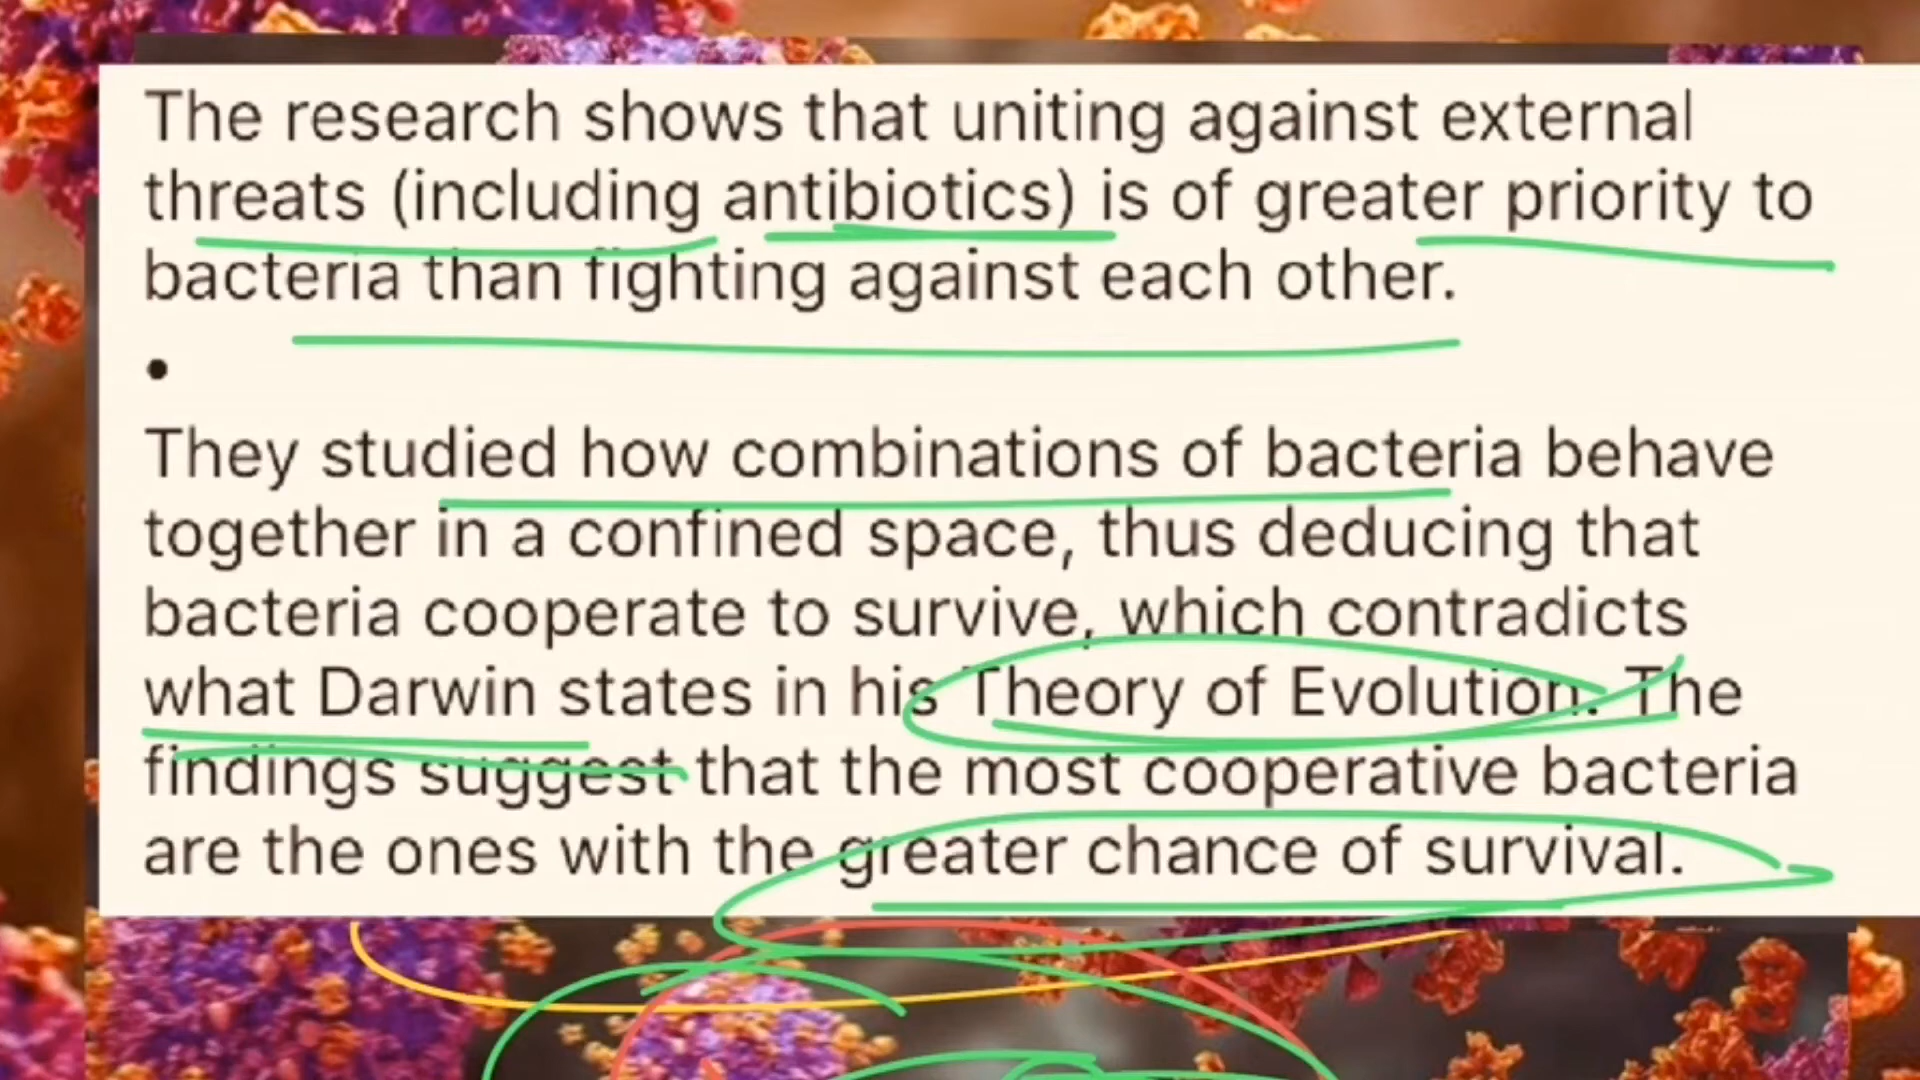 The research shows that uniting against external
threats (including antibiotics) is of greater priority to
bacteria than fighting against each other.
•
They studied how combinations of bacteria behave
together in a confined space, thus deducing that
bacteria cooperate to survive, which contradicts
what Darwin states in his Theory of Evolution. The
findings suggest that the most cooperative bacteria
are the ones with the greater chance of survival.